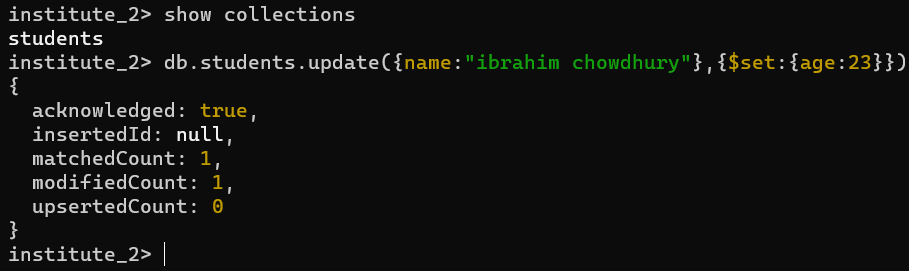 institute_2> show collections
students
institute_2> db.students.update({name:"ibrahim chowdhury"},{$set:{age:23}})
{
  acknowledged: true,
  insertedId: null,
  matchedCount: 1,
  modifiedCount: 1,
  upsertedCount: 0
}
institute_2>